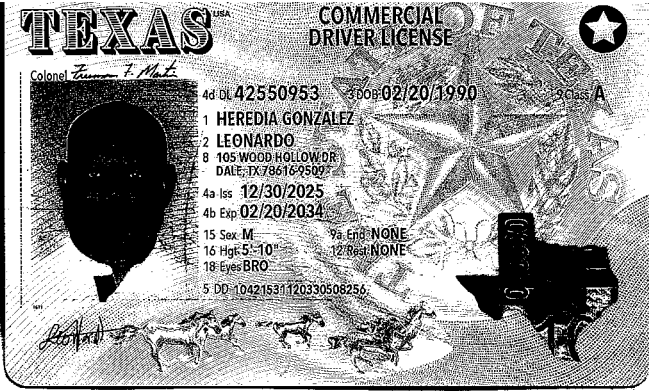 TEXAS USA
COMMERCIAL
DRIVER LICENSE
Colonel
4d DL 42550953 3 DOB 02/20/1990 9 Class A
1 HEREDIA GONZALEZ
2 LEONARDO
8 105 WOOD HOLLOW DR
DALE, TX 78616-9509
4a Iss 12/30/2025
4b Exp 02/20/2034
15 Sex M 9a End NONE
16 Hgt 5'-10" 12 Rest NONE
18 Eyes BRO
5 DD 10421531120330508256